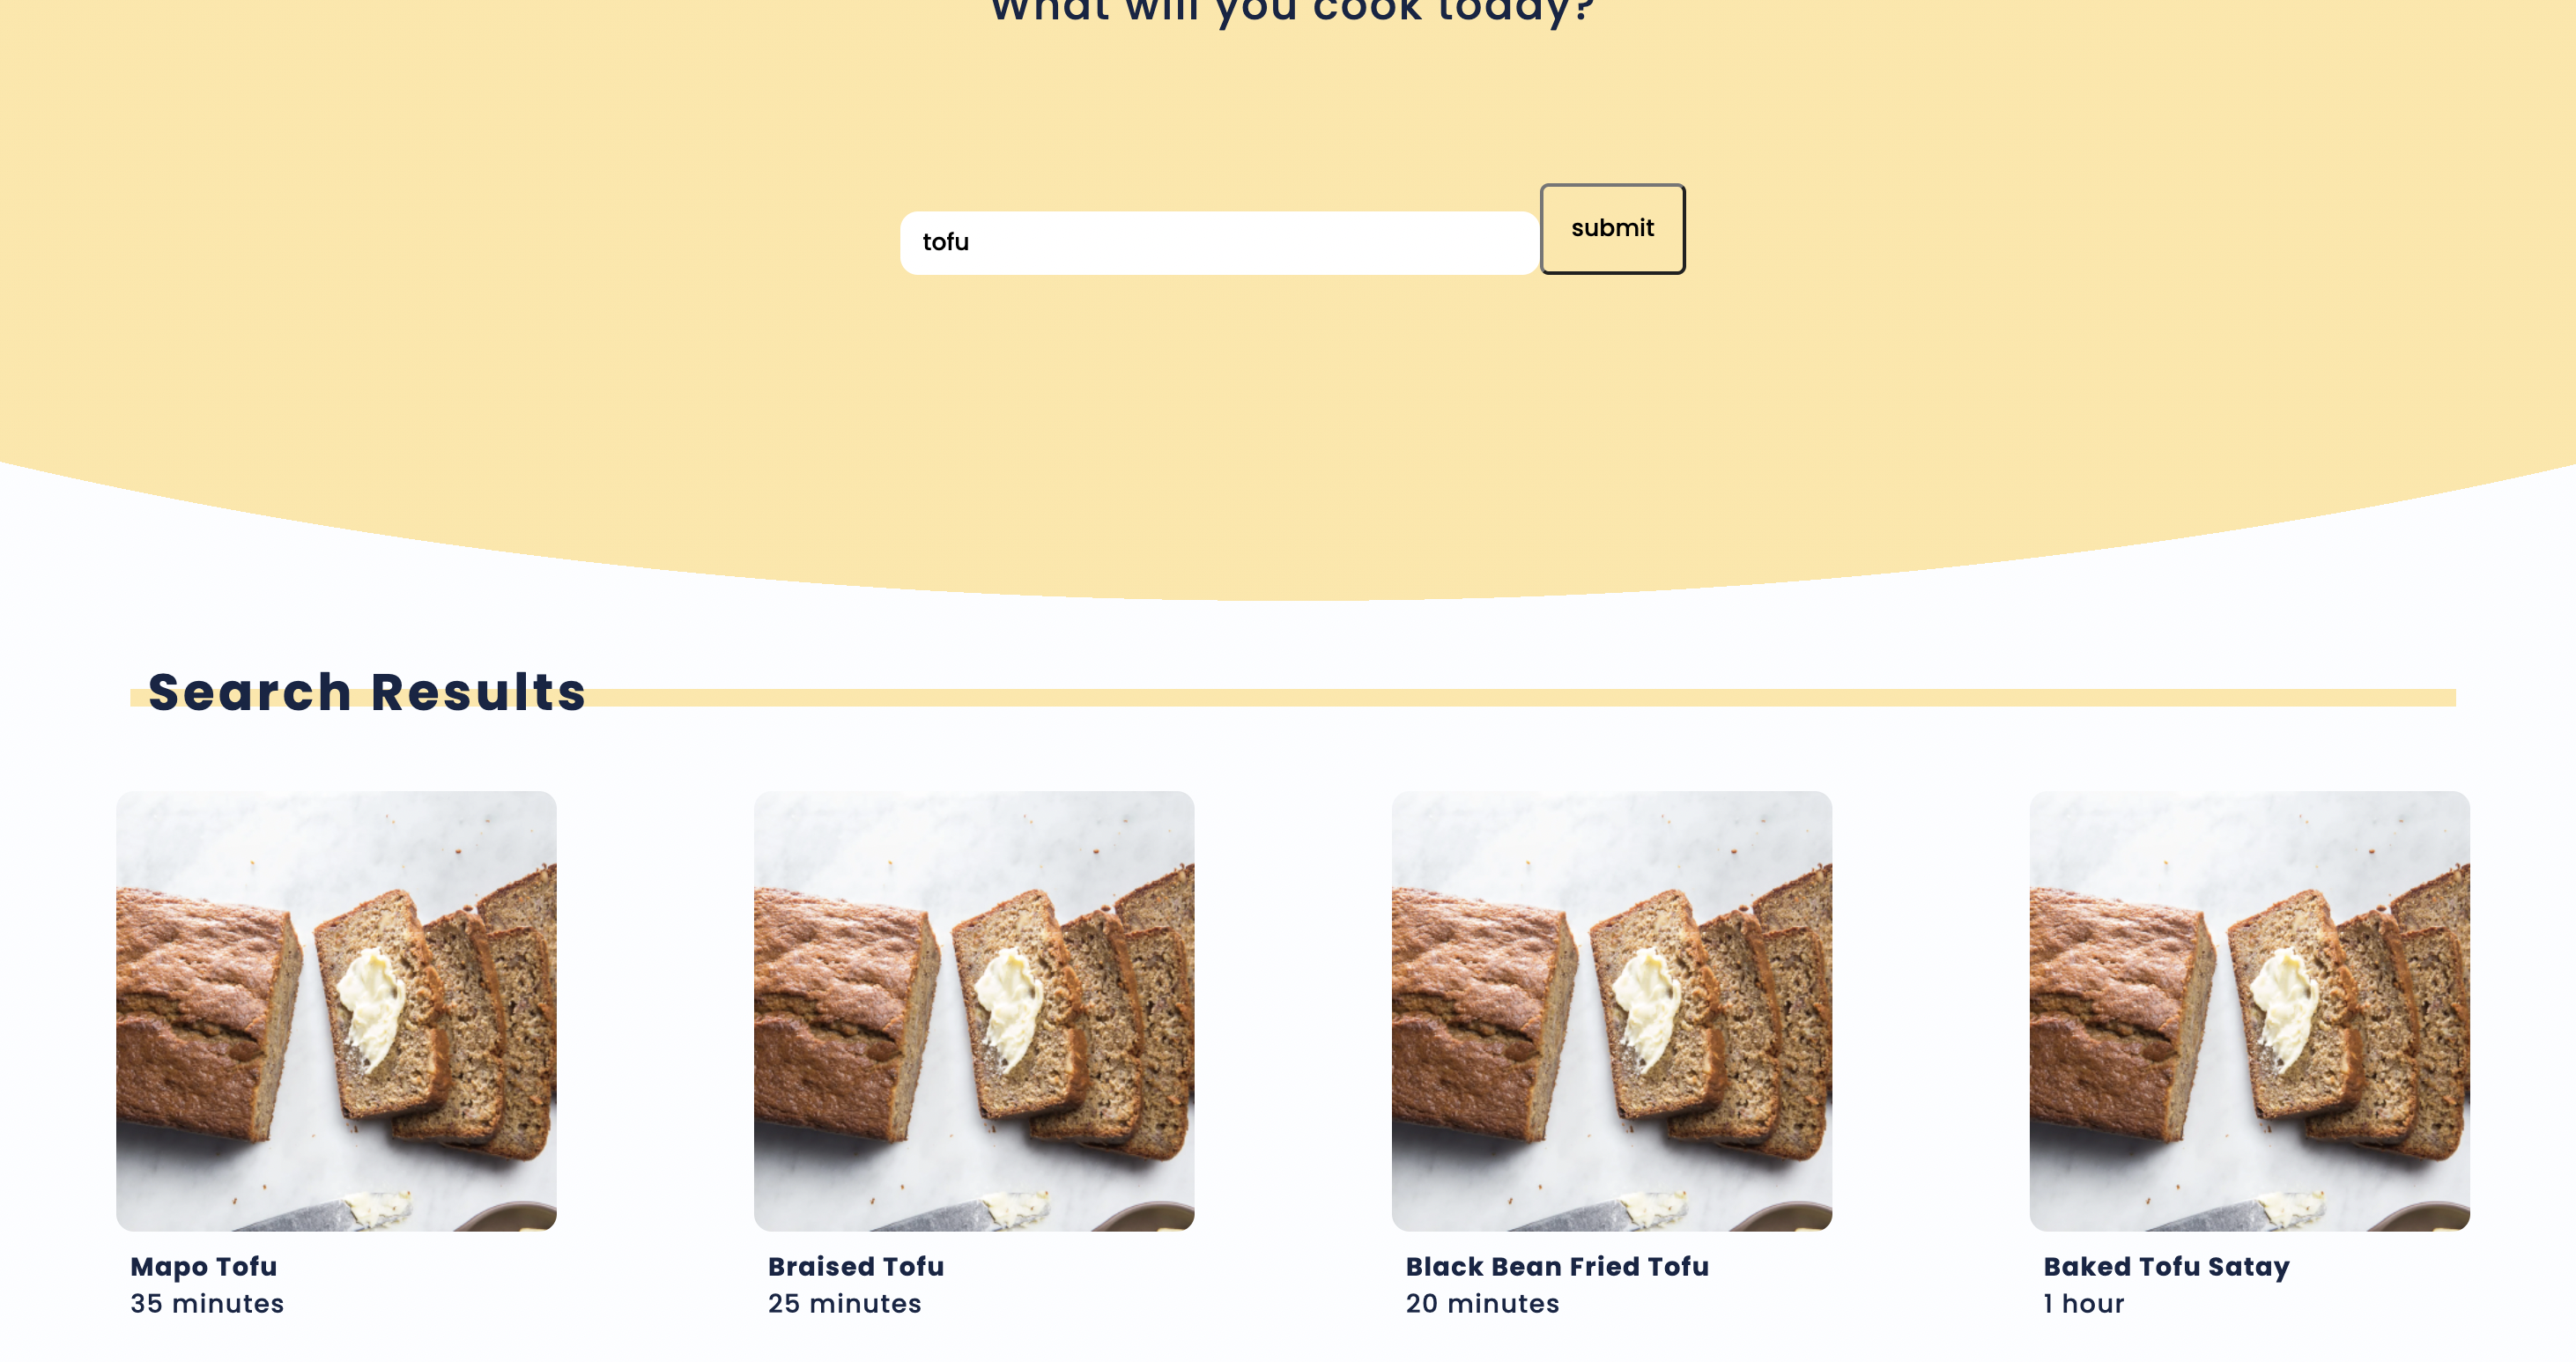 What will you cook today?
tofu
submit
Search Results
Mapo Tofu
35 minutes
Braised Tofu
25 minutes
Black Bean Fried Tofu
20 minutes
Baked Tofu Satay
1 hour